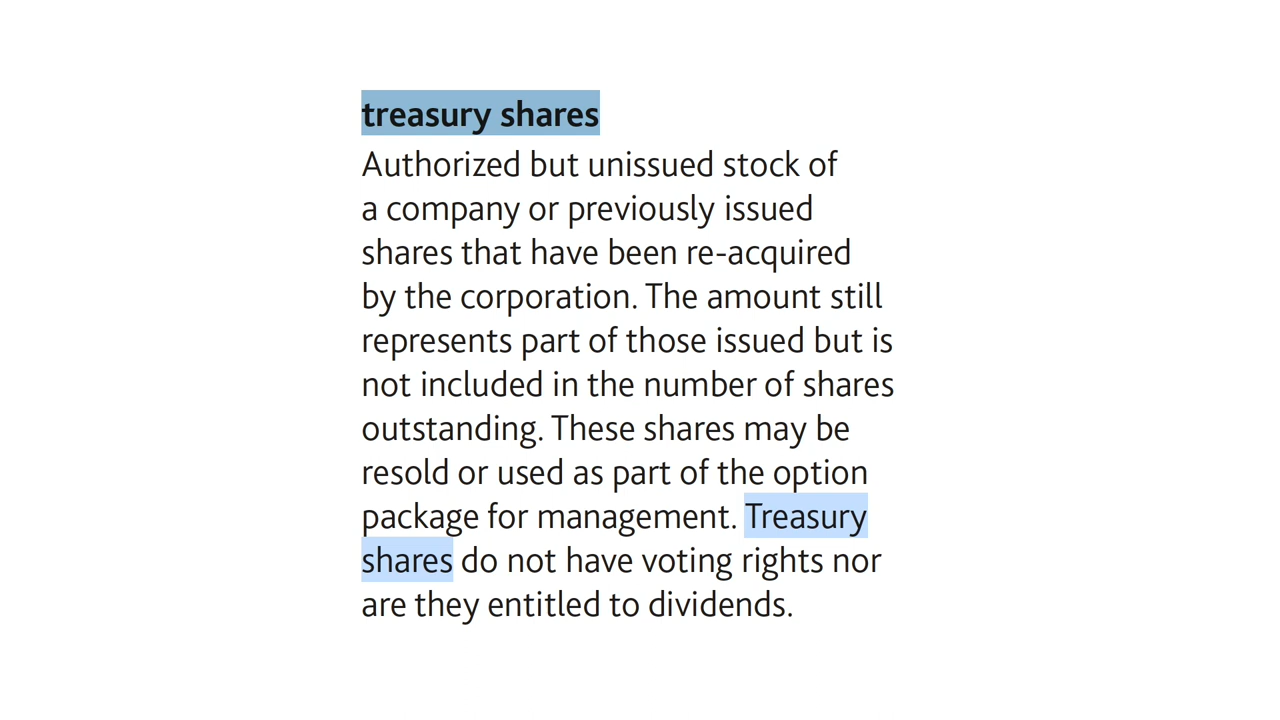 treasury shares
Authorized but unissued stock of
a company or previously issued
shares that have been re-acquired
by the corporation. The amount still
represents part of those issued but is
not included in the number of shares
outstanding. These shares may be
resold or used as part of the option
package for management. Treasury
shares do not have voting rights nor
are they entitled to dividends.